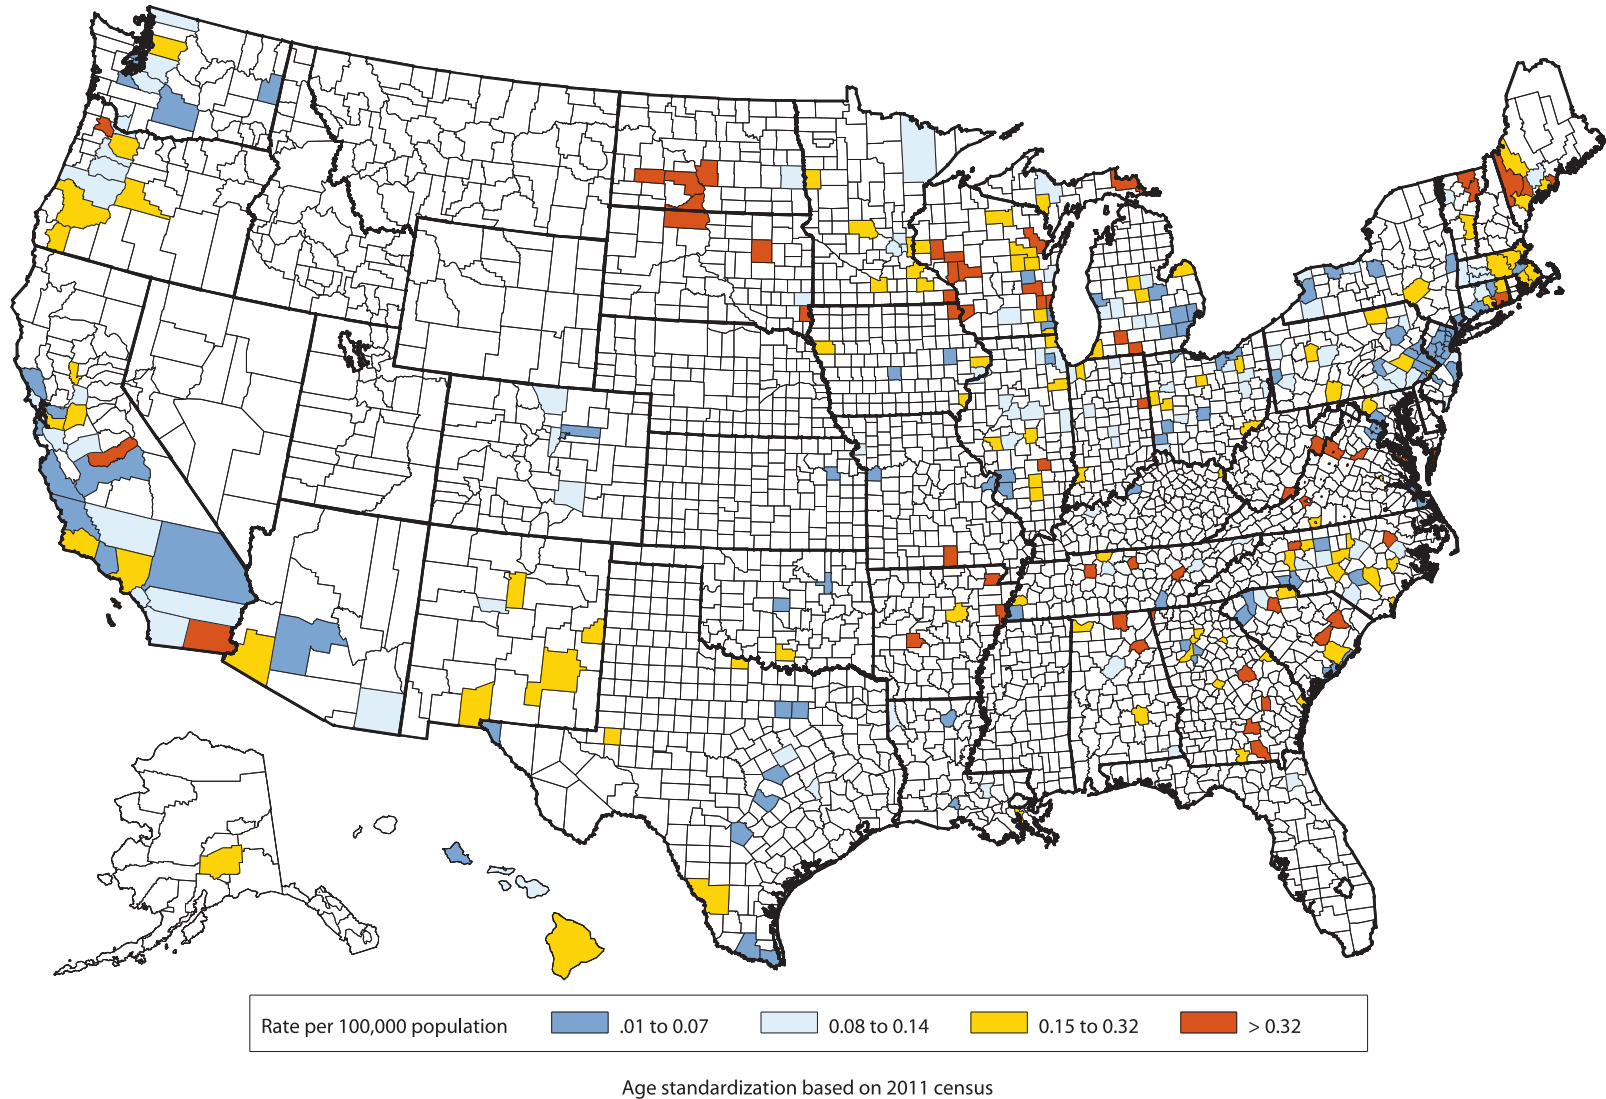 Rate per 100,000 population .01 to 0.07 0.08 to 0.14 0.15 to 0.32 > 0.32
Age standardization based on 2011 census